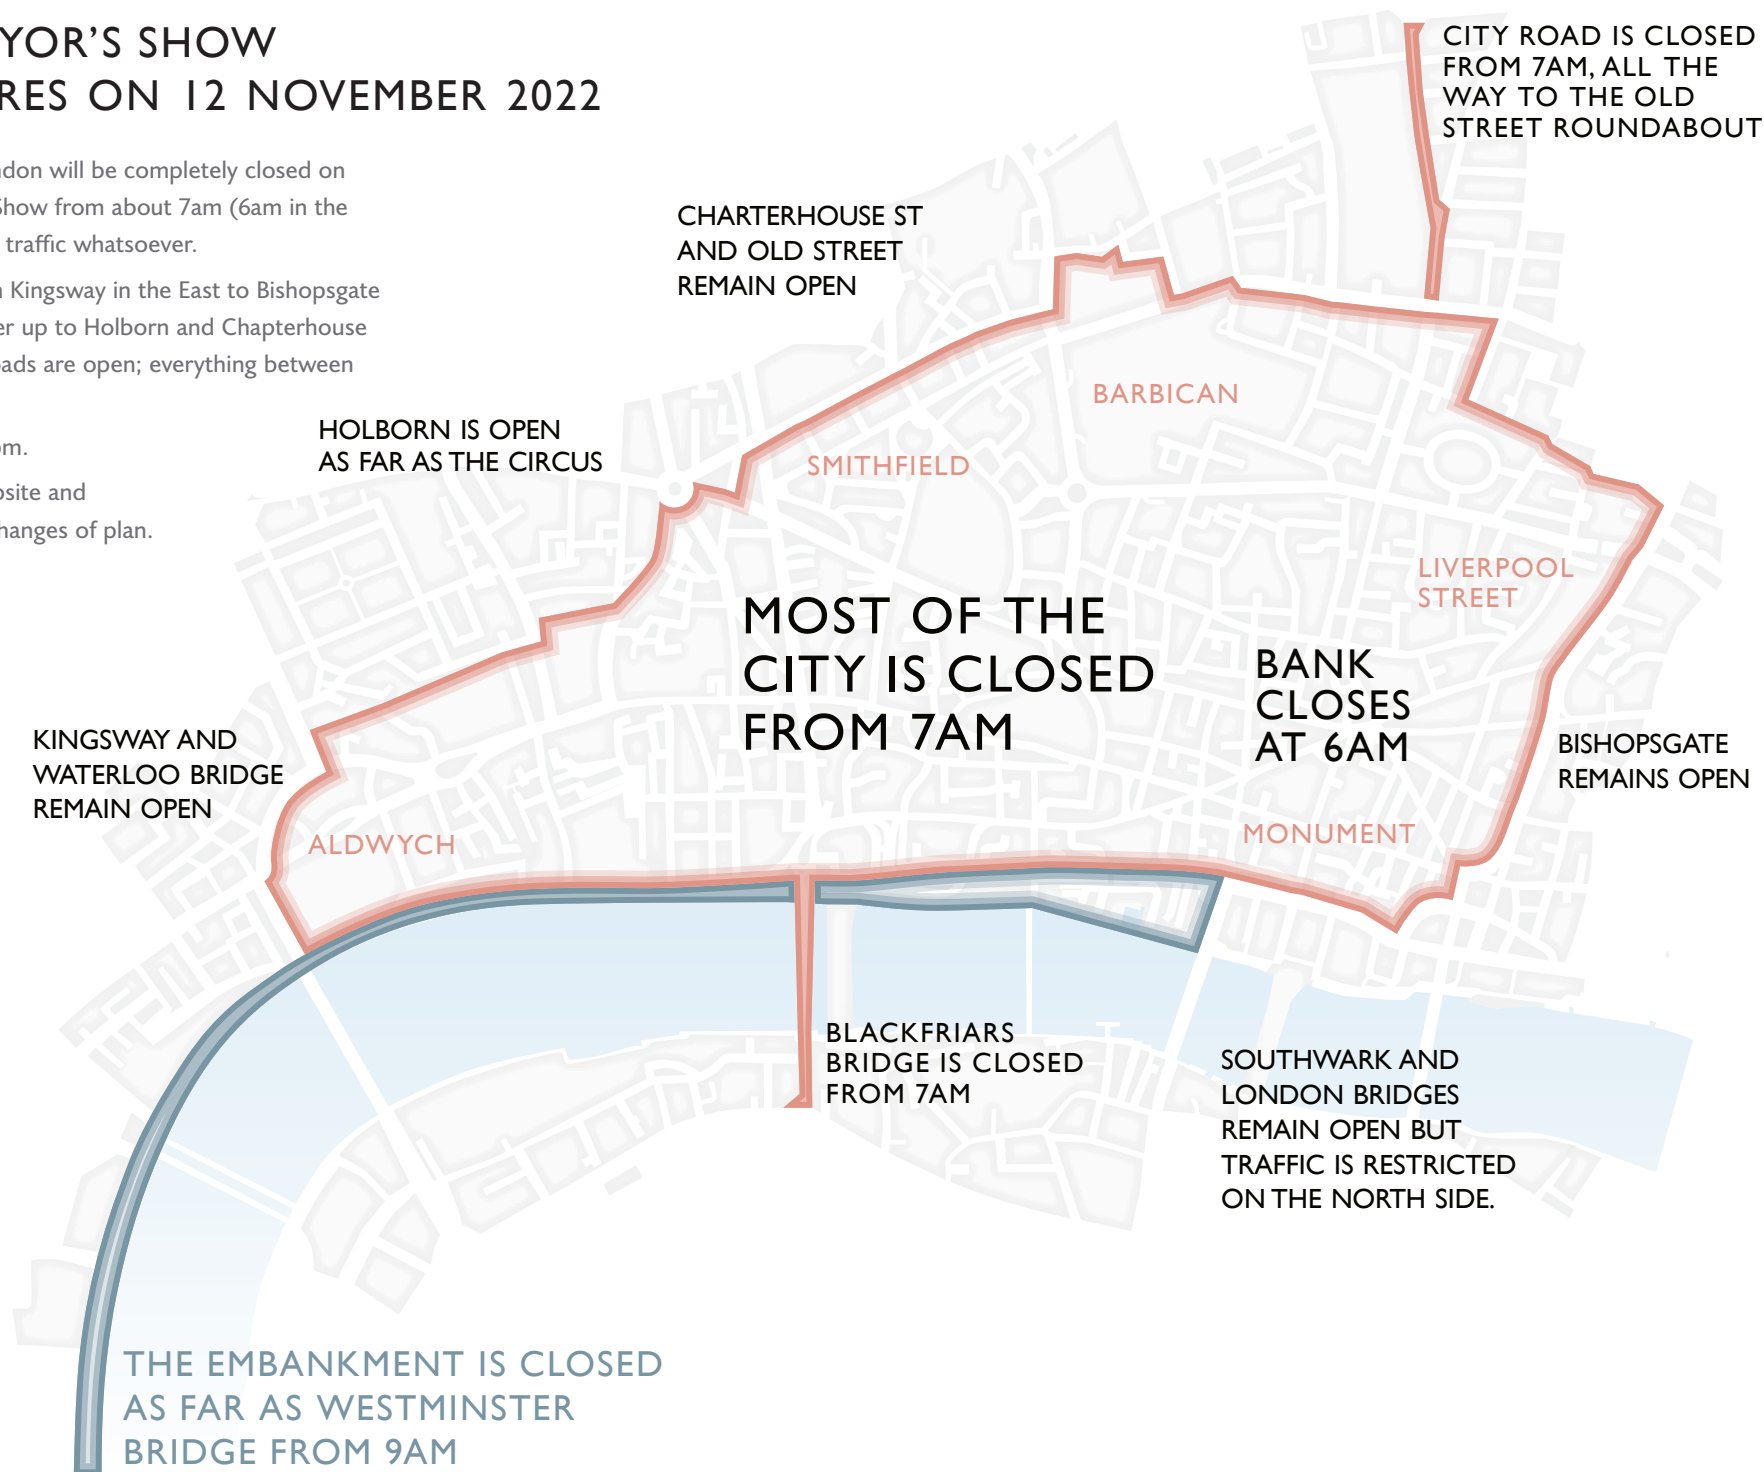 YOR'S SHOW
RES ON 12 NOVEMBER 2022
ndon will be completely closed on
Show from about 7am (6am in the
traffic whatsoever.
n Kingsway in the East to Bishopsgate
er up to Holborn and Chapterhouse
oads are open; everything between
om.
osite and
hanges of plan.
CITY ROAD IS CLOSED
FROM 7AM, ALL THE
WAY TO THE OLD
STREET ROUNDABOUT
CHARTERHOUSE ST
AND OLD STREET
REMAIN OPEN
BARBICAN
HOLBORN IS OPEN
AS FAR AS THE CIRCUS
SMITHFIELD
LIVERPOOL
STREET
MOST OF THE
CITY IS CLOSED
FROM 7AM
BANK
CLOSES
AT 6AM
KINGSWAY AND
WATERLOO BRIDGE
REMAIN OPEN
BISHOPSGATE
REMAINS OPEN
ALDWYCH
MONUMENT
BLACKFRIARS
BRIDGE IS CLOSED
FROM 7AM
SOUTHWARK AND
LONDON BRIDGES
REMAIN OPEN BUT
TRAFFIC IS RESTRICTED
ON THE NORTH SIDE.
THE EMBANKMENT IS CLOSED
AS FAR AS WESTMINSTER
BRIDGE FROM 9AM